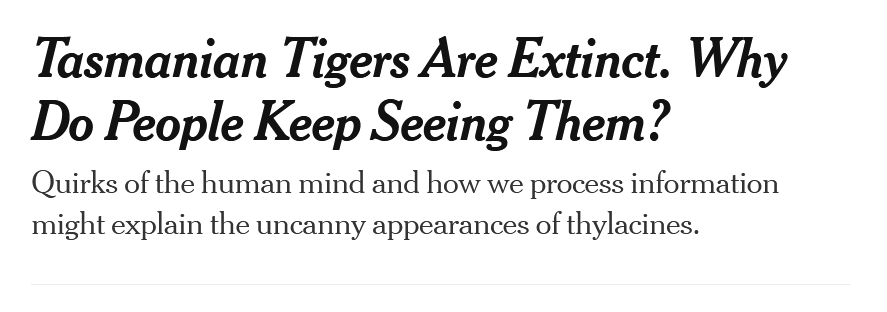 Tasmanian Tigers Are Extinct. Why
Do People Keep Seeing Them?
Quirks of the human mind and how we process information
might explain the uncanny appearances of thylacines.